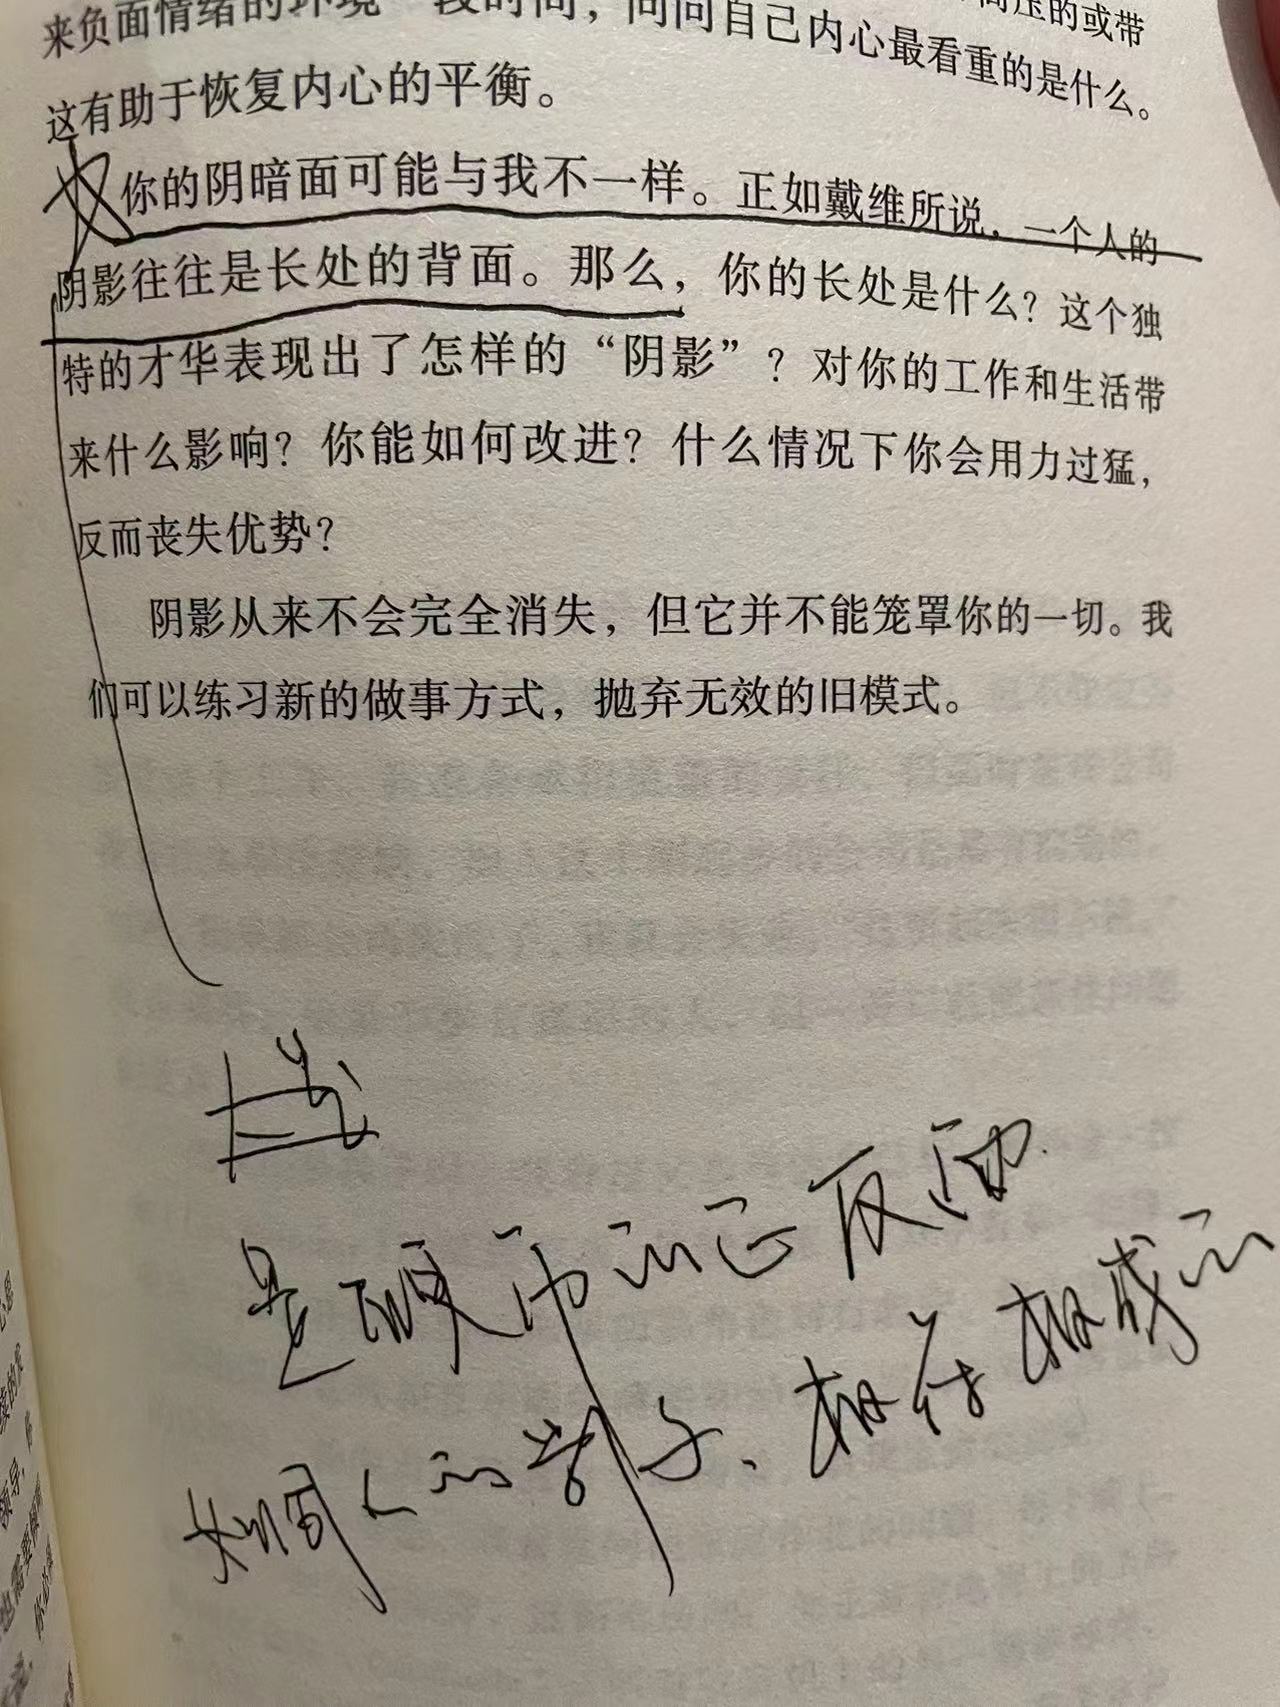 来负面情绪的环境一段时间，问问自己内心最看重的是什么。
高压的或带
这有助于恢复内心的平衡。
你的阴暗面可能与我不一样。正如戴维所说，一个人的
阴影往往是长处的背面。那么，你的长处是什么？这个独
特的才华表现出了怎样的“阴影”？对你的工作和生活带
来什么影响？你能如何改进？什么情况下你会用力过猛，
反而丧失优势？
阴影从来不会完全消失，但它并不能笼罩你的一切。我
们可以练习新的做事方式，抛弃无效的旧模式。
是硬币的正反面
如同人的影子、相伴相成的